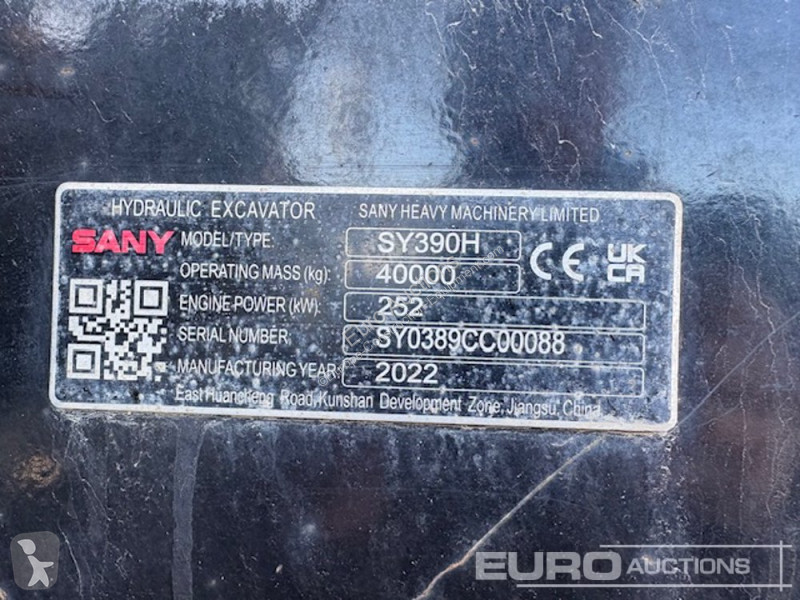 HYDRAULIC EXCAVATOR SANY HEAVY MACHINERY LIMITED
SANY
MODEL/TYPE: SY390H
OPERATING MASS (kg): 40000
CE UK CA
ENGINE POWER (kW): 252
SERIAL NUMBER SY0389CC00088
MANUFACTURING YEAR: 2022
East Huancheng Road, Kunshan Development Zone, Jiangsu, China
EURO AUCTIONS